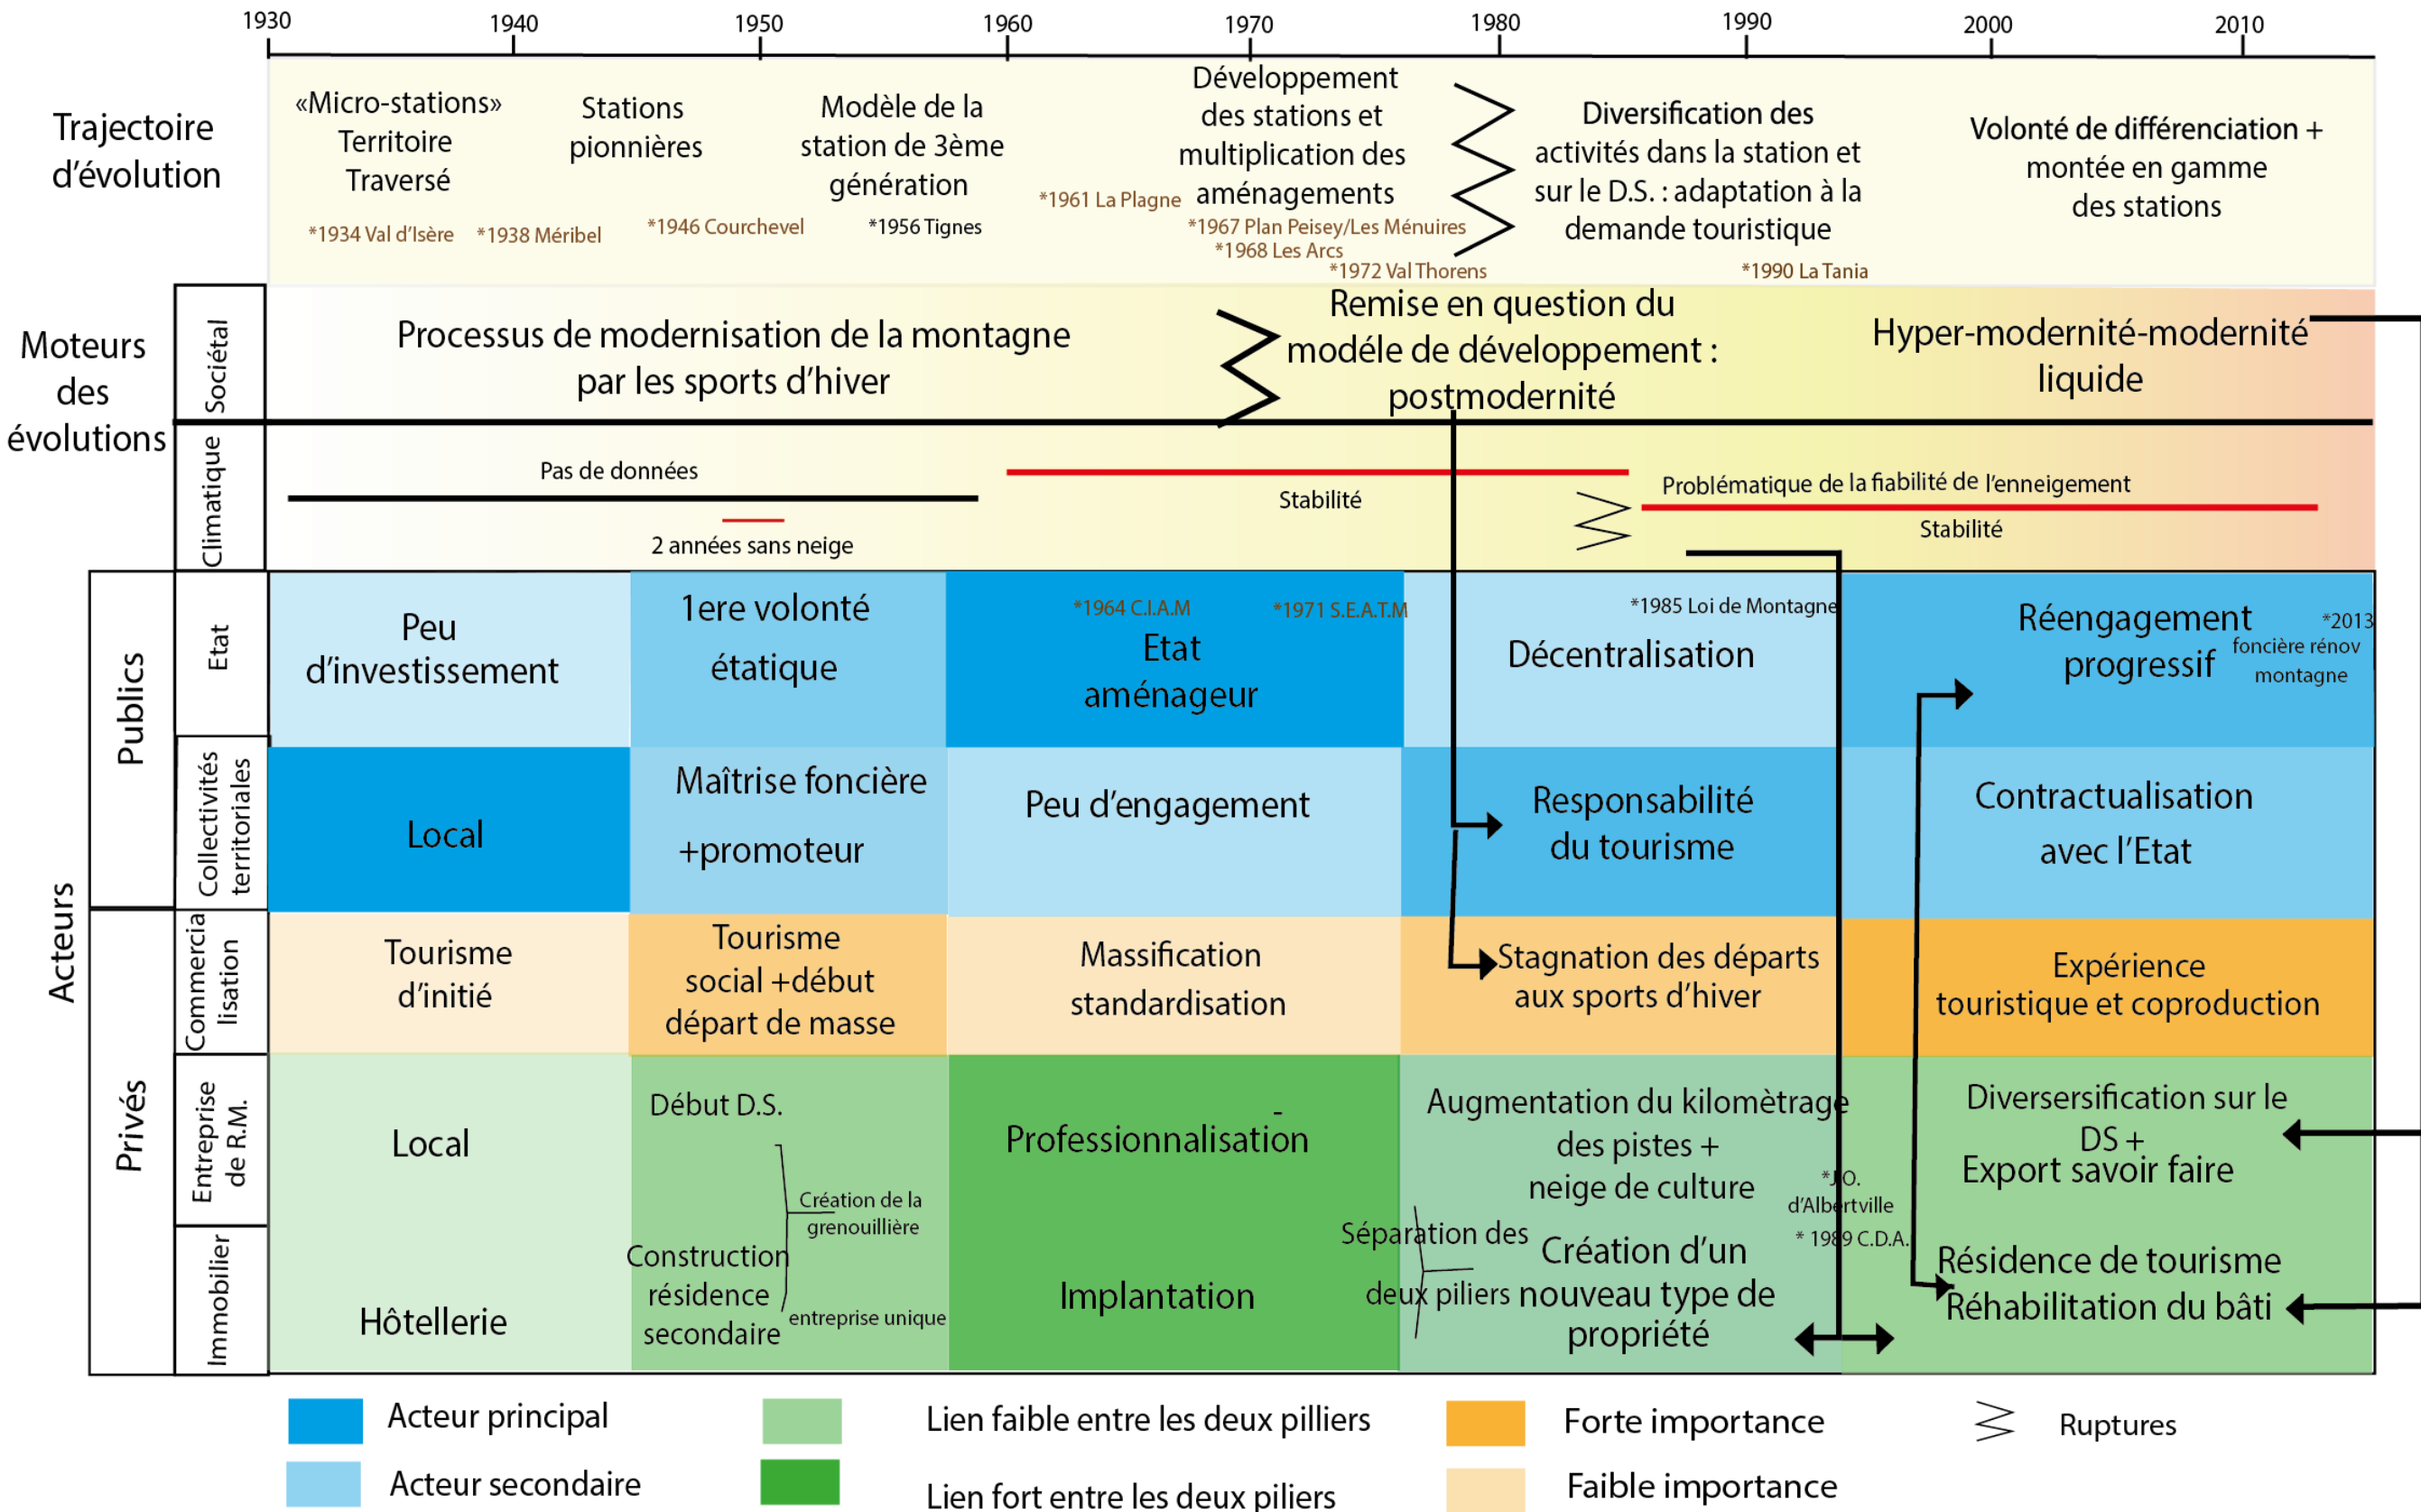 1930 1940 1950 1960 1970 1980 1990 2000 2010
Trajectoire
d'évolution
«Micro-stations»
Territoire
Traversé
*1934 Val d'Isère
*1938 Méribel
Stations
pionnières
*1946 Courchevel
Modèle de la
station de 3ème
génération
*1956 Tignes
*1961 La Plagne
Développement
des stations et
multiplication des
aménagements
*1967 Plan Peisey/Les Ménuires
*1968 Les Arcs
*1972 Val Thorens
Diversification des
activités dans la station et
sur le D.S. : adaptation à la
demande touristique
*1990 La Tania
Volonté de différenciation +
montée en gamme
des stations
Moteurs
des
évolutions
Sociétal
Processus de modernisation de la montagne
par les sports d'hiver
Remise en question du
modéle de développement :
postmodernité
Hyper-modernité-modernité
liquide
Climatique
Pas de données
2 années sans neige
Stabilité
Problématique de la fiabilité de l'enneigement
Stabilité
Acteurs
Publics
Etat
Peu
d'investissement
1ere volonté
étatique
*1964 C.I.A.M
*1971 S.E.A.T.M
Etat
aménageur
*1985 Loi de Montagne
Décentralisation
Réengagement
progressif
*2013
foncière rénov
montagne
Collectivités
territoriales
Local
Maîtrise foncière
+promoteur
Peu d'engagement
Responsabilité
du tourisme
Contractualisation
avec l'Etat
Privés
Commercia
lisation
Tourisme
d'initié
Tourisme
social +début
départ de masse
Massification
standardisation
Stagnation des départs
aux sports d'hiver
Expérience
touristique et coproduction
Entreprise
de R.M.
Local
Début D.S.
Création de la
grenouillière
Professionnalisation
-
Augmentation du kilomètrage
des pistes +
neige de culture
*J.O.
d'Albertville
* 1989 C.D.A.
Diversersification sur le
DS +
Export savoir faire
Immobilier
Hôtellerie
Construction
résidence
secondaire
entreprise unique
Implantation
Séparation des
deux piliers
Création d'un
nouveau type de
propriété
Résidence de tourisme
Réhabilitation du bâti
Acteur principal
Acteur secondaire
Lien faible entre les deux pilliers
Lien fort entre les deux piliers
Forte importance
Faible importance
Ruptures